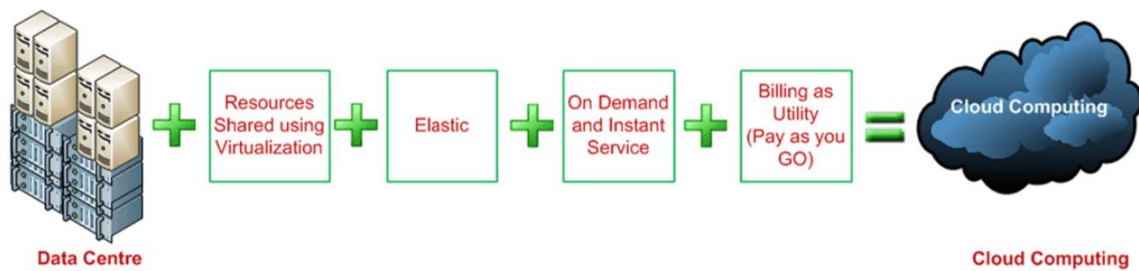 Resources
Shared using
Virtualization
Elastic
On Demand
and Instant
Service
Billing as
Utility
(Pay as you
GO)
Cloud Computing
Data Centre
Cloud Computing